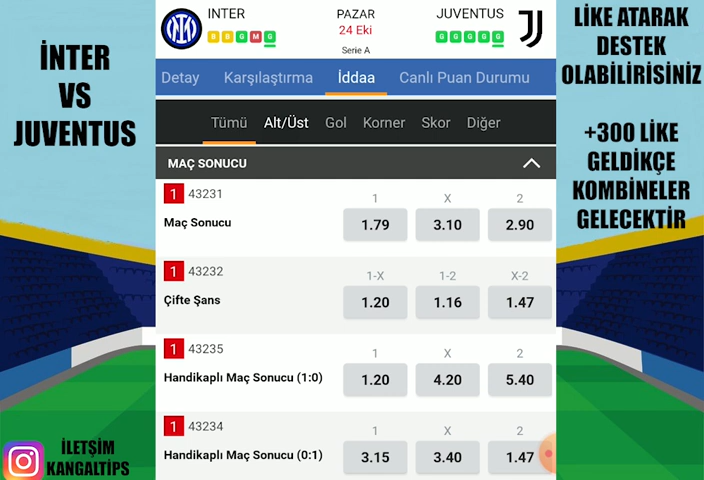 İNTER
VS
JUVENTUS
INTER
B B G M G
PAZAR
24 Eki
Serie A
JUVENTUS
G G G G G
Detay Karşılaştırma İddaa Canlı Puan Durumu
Tümü Alt/Üst Gol Korner Skor Diğer
MAÇ SONUCU
1 43231
Maç Sonucu
1 X 2
1.79 3.10 2.90
1 43232
Çifte Şans
1-X 1-2 X-2
1.20 1.16 1.47
1 43235
Handikaplı Maç Sonucu (1:0)
1 X 2
1.20 4.20 5.40
1 43234
Handikaplı Maç Sonucu (0:1)
1 X 2
3.15 3.40 1.47
LİKE ATARAK
DESTEK
OLABİLİRİSİNİZ
+300 LİKE
GELDİKÇE
KOMBİNELER
GELECEKTİR
İLETŞİM
KANGALTİPS